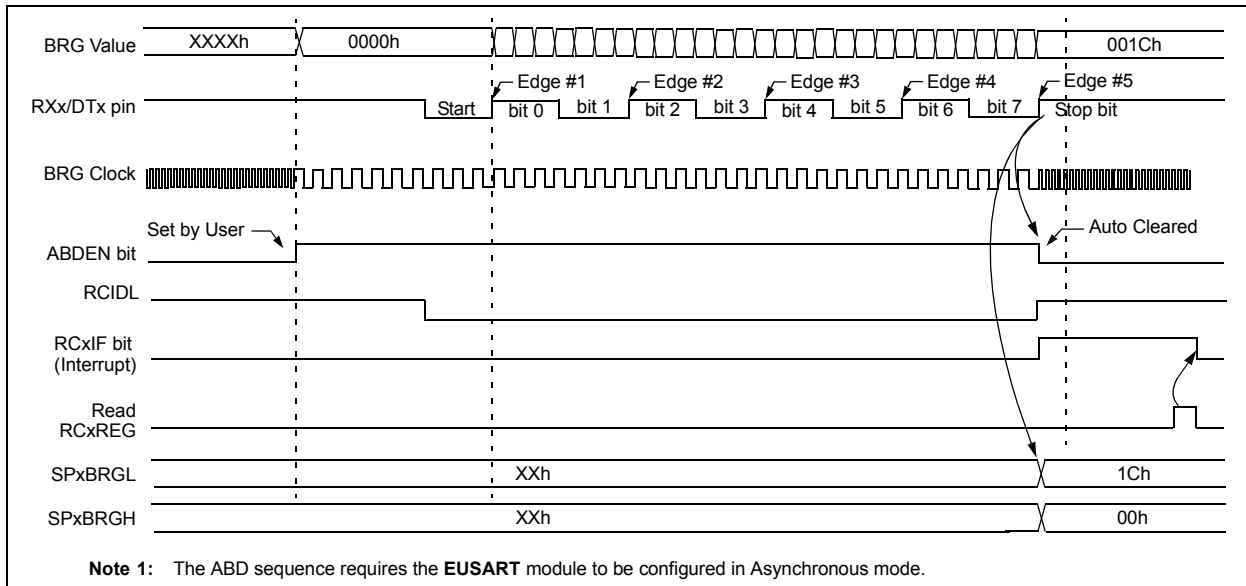 BRG Value XXXXh 0000h 001Ch
Edge #1 Edge #2 Edge #3 Edge #4 Edge #5
RXx/DTx pin Start bit 0 bit 1 bit 2 bit 3 bit 4 bit 5 bit 6 bit 7 Stop bit
BRG Clock
Set by User Auto Cleared
ABDEN bit
RCIDL
RCxIF bit
(Interrupt)
Read
RCxREG
SPxBRGL XXh 1Ch
SPxBRGH XXh 00h
Note 1: The ABD sequence requires the EUSART module to be configured in Asynchronous mode.